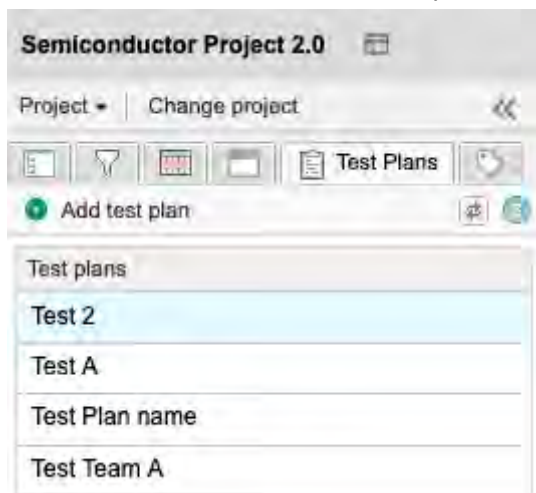 Semiconductor Project 2.0
Project Change project
Test Plans
Add test plan
Test plans
Test 2
Test A
Test Plan name
Test Team A